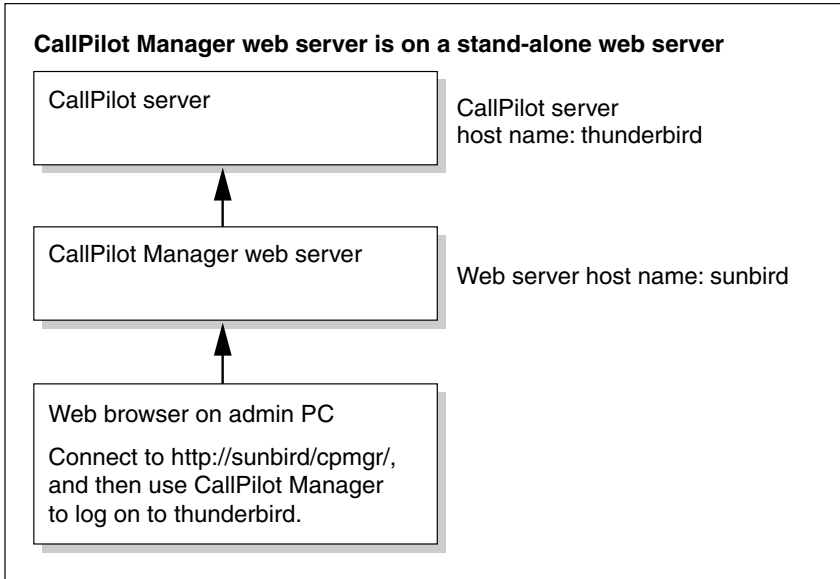 CallPilot Manager web server is on a stand-alone web server
CallPilot server
CallPilot server
host name: thunderbird
CallPilot Manager web server
Web server host name: sunbird
Web browser on admin PC
Connect to http://sunbird/cpmgr/,
and then use CallPilot Manager
to log on to thunderbird.